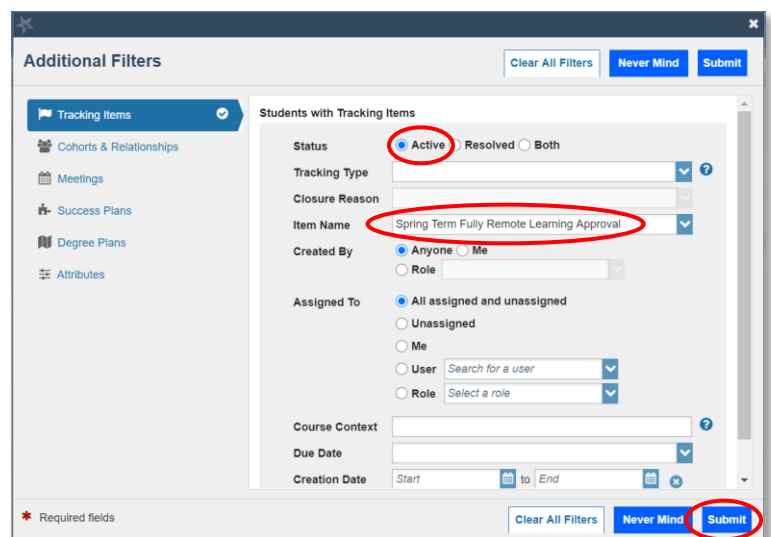 Additional Filters
Clear All Filters Never Mind Submit
Tracking Items
Cohorts & Relationships
Meetings
Success Plans
Degree Plans
Attributes
Students with Tracking Items
Status Active Resolved Both
Tracking Type
Closure Reason
Item Name Spring Term Fully Remote Learning Approval
Created By Anyone Me
Role
Assigned To All assigned and unassigned
Unassigned
Me
User Search for a user
Role Select a role
Course Context
Due Date
Creation Date Start to End
* Required fields
Clear All Filters Never Mind Submit